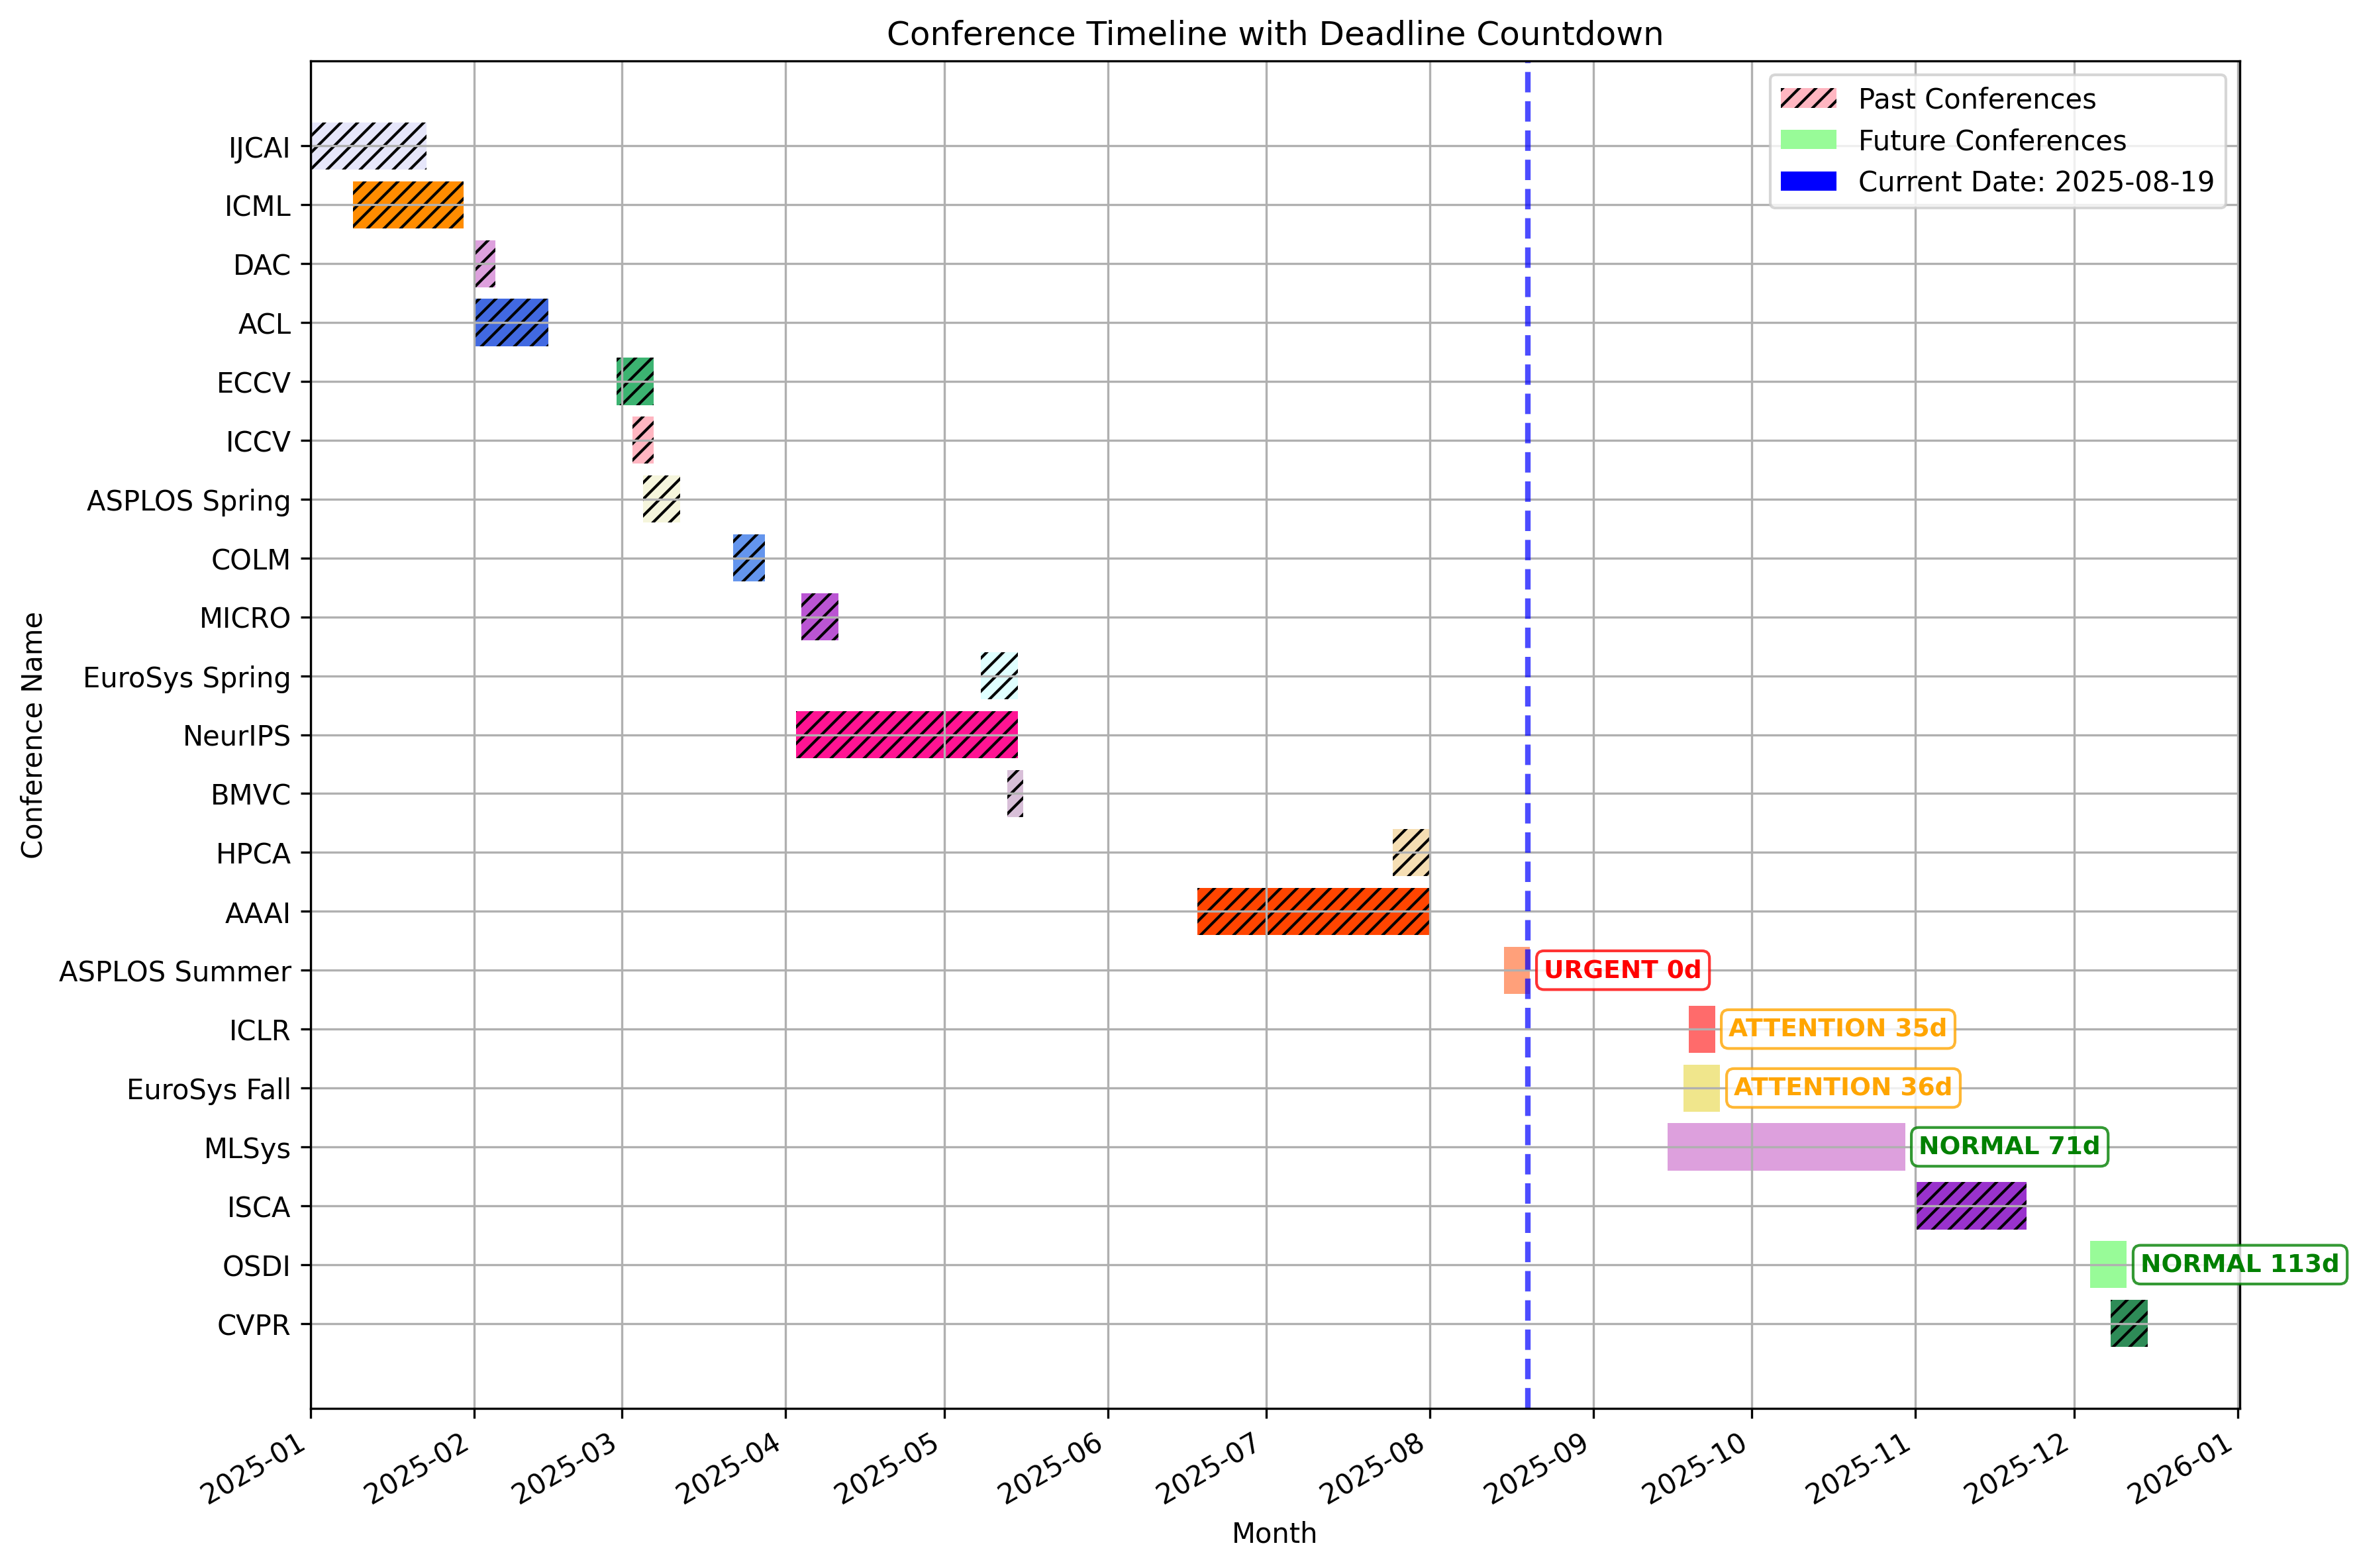 Conference Timeline with Deadline Countdown
Past Conferences
Future Conferences
Current Date: 2025-08-19
Conference Name
IJCAI
ICML
DAC
ACL
ECCV
ICCV
ASPLOS Spring
COLM
MICRO
EuroSys Spring
NeurIPS
BMVC
HPCA
AAAI
ASPLOS Summer
URGENT 0d
ICLR
ATTENTION 35d
EuroSys Fall
ATTENTION 36d
MLSys
NORMAL 71d
ISCA
OSDI
NORMAL 113d
CVPR
2025-01
2025-02
2025-03
2025-04
2025-05
2025-06
2025-07
2025-08
2025-09
2025-10
2025-11
2025-12
2026-01
Month